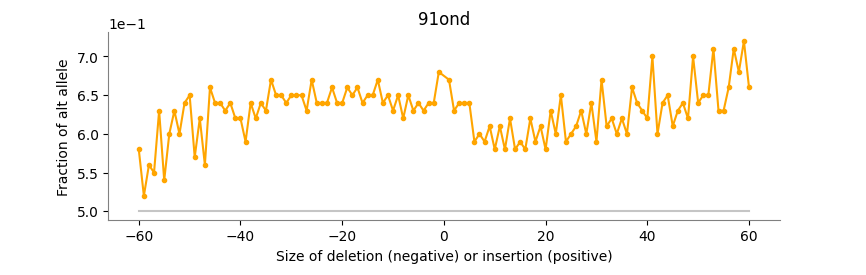 91ond
1e−1
Fraction of alt allele
7.0
6.5
6.0
5.5
5.0
−60 −40 −20 0 20 40 60
Size of deletion (negative) or insertion (positive)